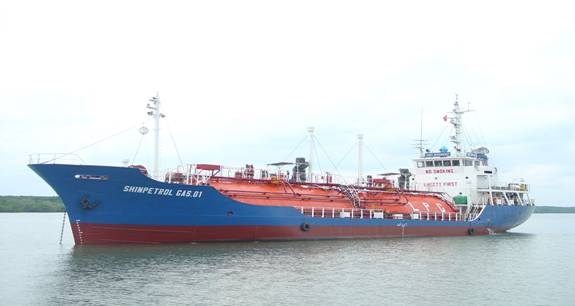 SHINPETROL GAS.01
NO SMOKING
SAFETY FIRST
L P G